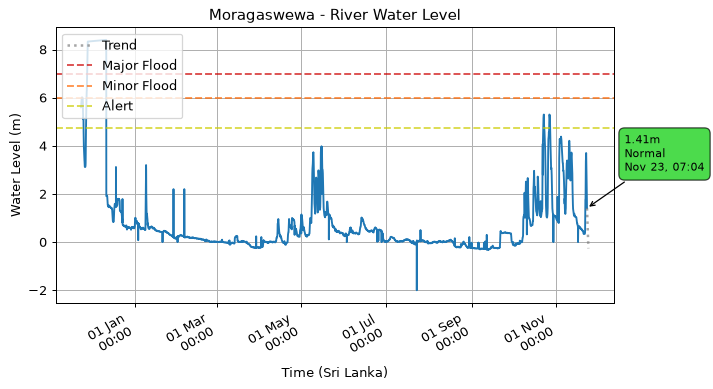 Moragaswewa - River Water Level
Trend
Major Flood
Minor Flood
Alert
1.41m
Normal
Nov 23, 07:04
Water Level (m)
8
6
4
2
0
−2
01 Jan
00:00
01 Mar
00:00
01 May
00:00
01 Jul
00:00
01 Sep
00:00
01 Nov
00:00
Time (Sri Lanka)